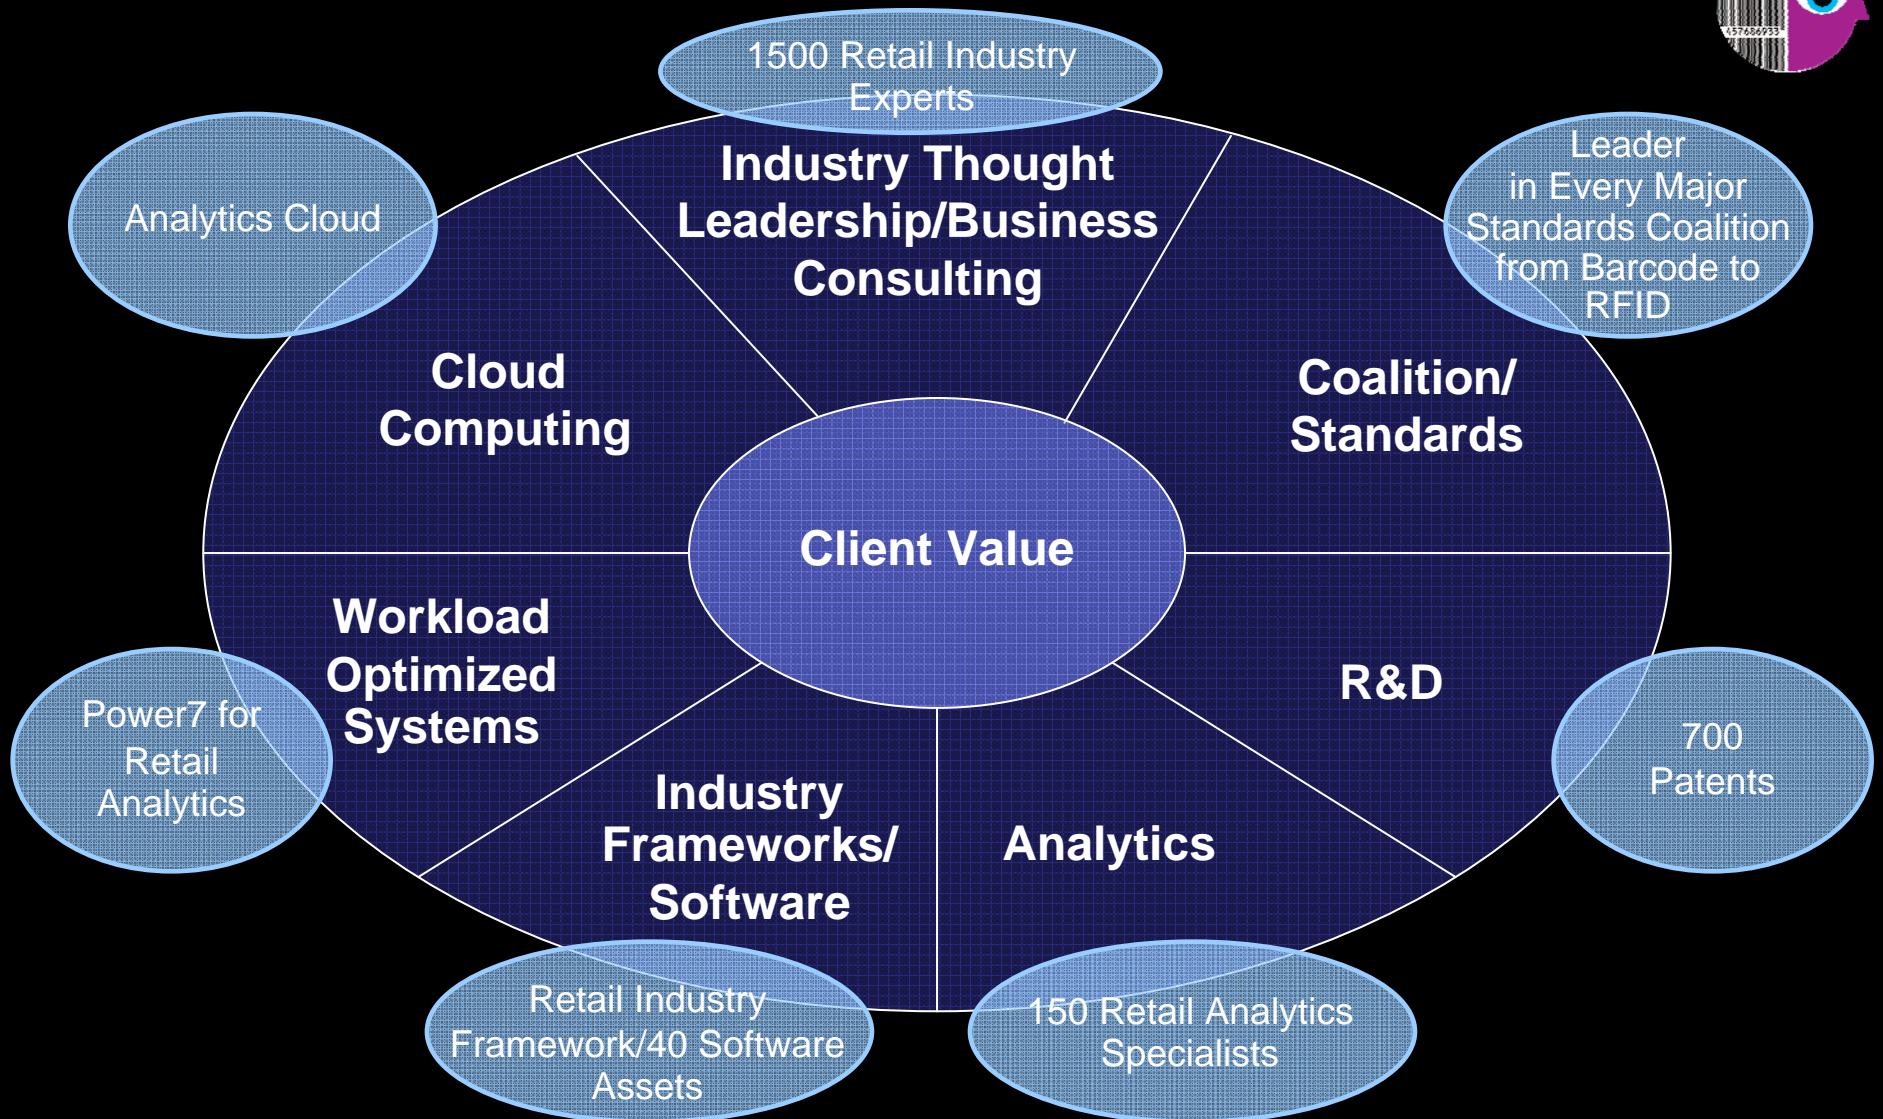 457686933
1500 Retail Industry
Experts
Analytics Cloud
Leader
in Every Major
Standards Coalition
from Barcode to
RFID
Industry Thought
Leadership/Business
Consulting
Cloud
Computing
Coalition/
Standards
Client Value
Workload
Optimized
Systems
R&D
Power7 for
Retail
Analytics
700
Patents
Industry
Frameworks/
Software
Analytics
Retail Industry
Framework/40 Software
Assets
150 Retail Analytics
Specialists